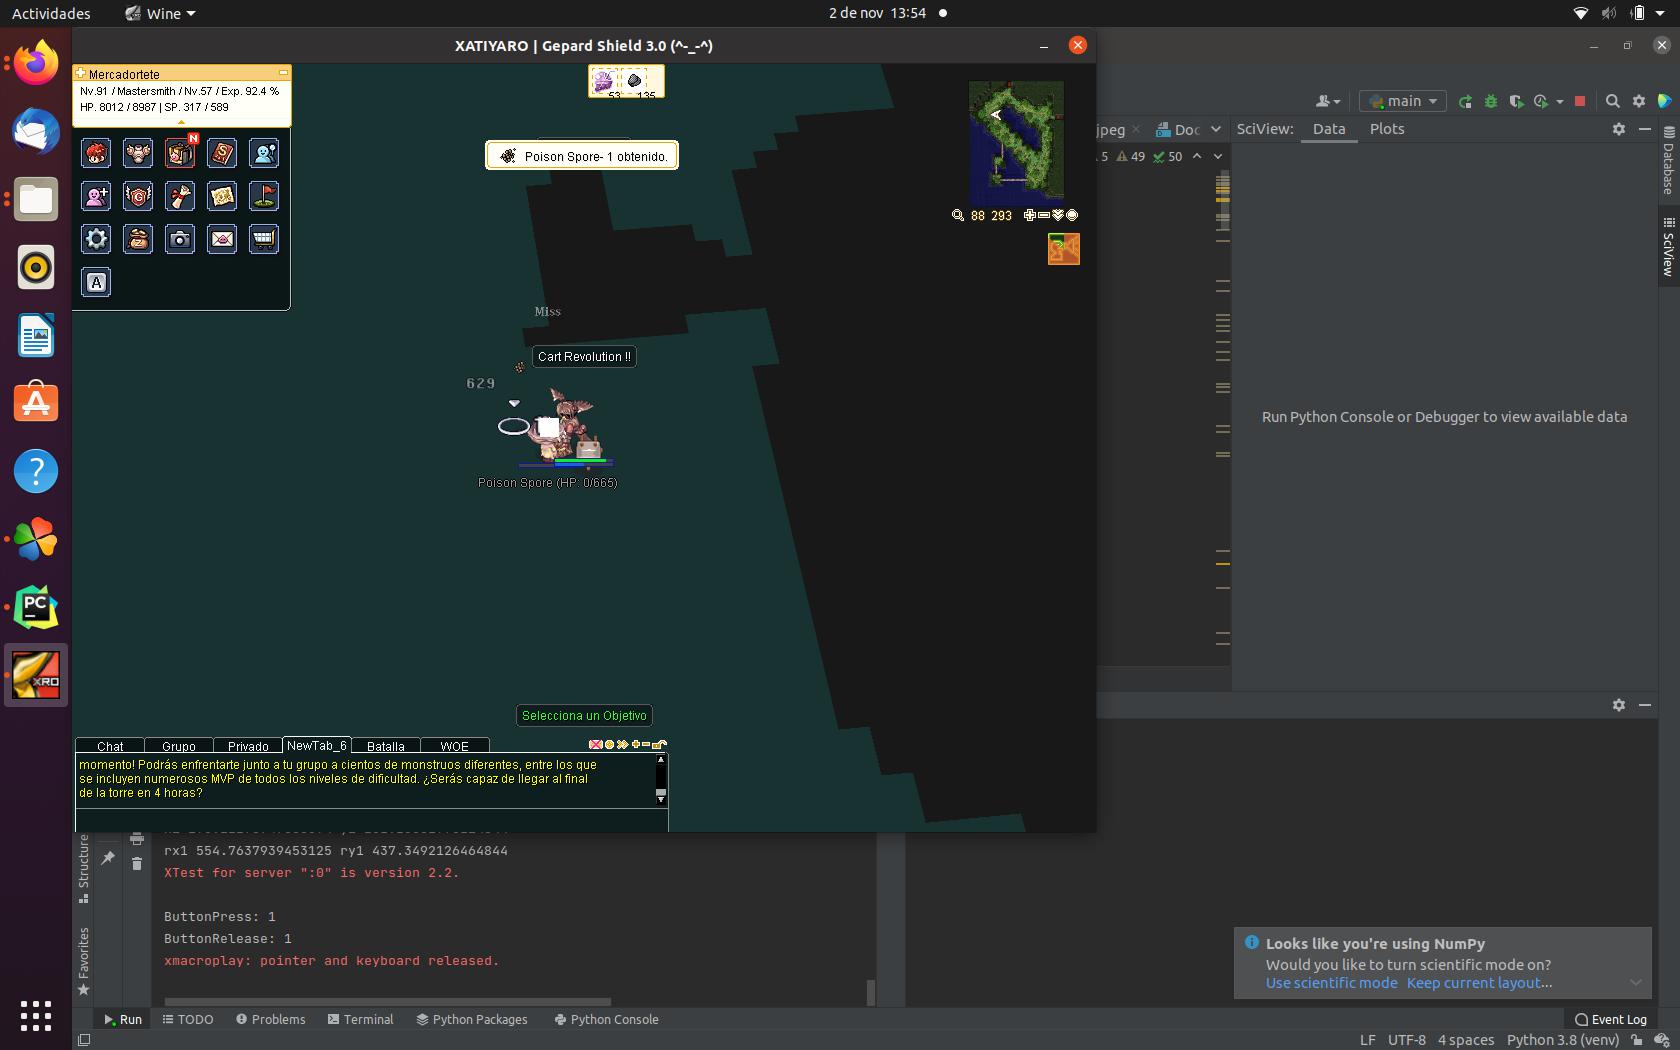 Actividades
Wine
2 de nov 13:54
XATIYARO | Gepard Shield 3.0 (^-_-^)
Mercadortete
Nv.91 / Mastersmith / Nv.57 / Exp. 92.4 %
HP. 8012 / 8987 | SP. 317 / 589
53 135
N
A
Poison Spore- 1 obtenido.
88 293
Miss
Cart Revolution !!
629
Poison Spore (HP: 0/665)
Selecciona un Objetivo
Chat Grupo Privado NewTab_6 Batalla WOE
momento! Podrás enfrentarte junto a tu grupo a cientos de monstruos diferentes, entre los que
se incluyen numerosos MVP de todos los niveles de dificultad. ¿Serás capaz de llegar al final
de la torre en 4 horas?
main
jpeg Doc SciView: Data Plots
5 49 50
Database
SciView
Run Python Console or Debugger to view available data
PC
XRO
Structure
Favorites
rx1 554.7637939453125 ry1 437.3492126464844
XTest for server ":0" is version 2.2.
ButtonPress: 1
ButtonRelease: 1
xmacroplay: pointer and keyboard released.
Looks like you're using NumPy
Would you like to turn scientific mode on?
Use scientific mode Keep current layout...
Run TODO Problems Terminal Python Packages Python Console Event Log
LF UTF-8 4 spaces Python 3.8 (venv)